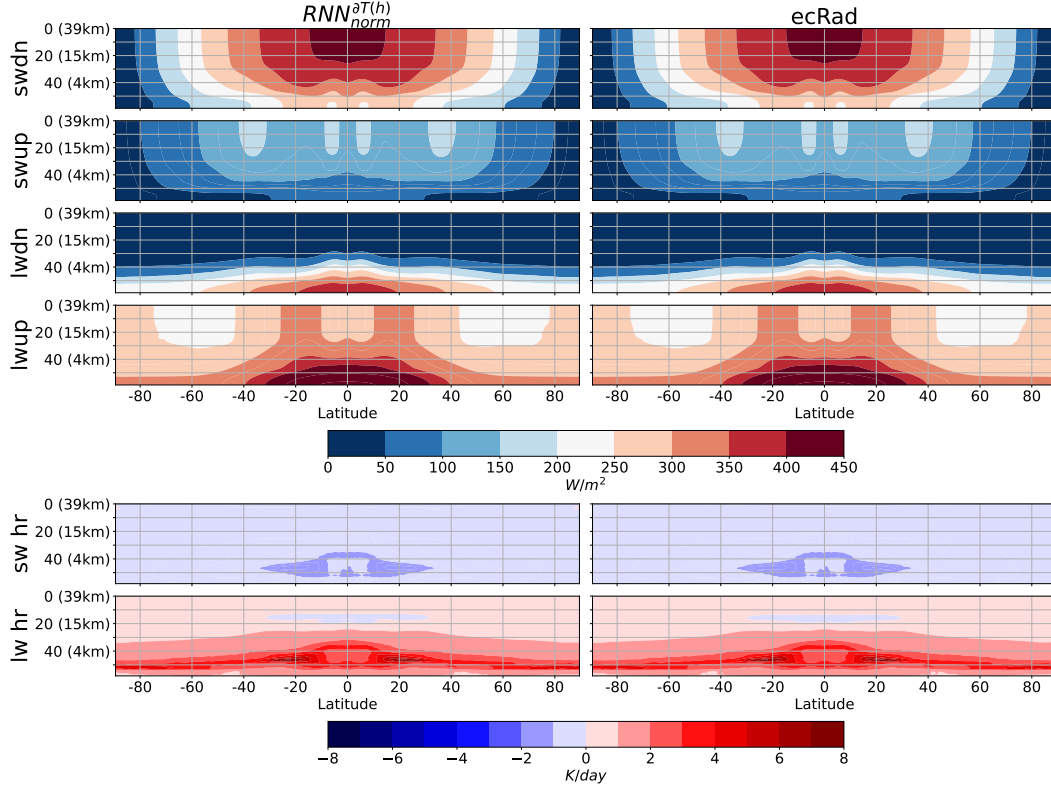 RNN^{∂T(h)}_{norm} ecRad
swdn
0 (39km)
20 (15km)
40 (4km)
swup
0 (39km)
20 (15km)
40 (4km)
lwdn
0 (39km)
20 (15km)
40 (4km)
lwup
0 (39km)
20 (15km)
40 (4km)
-80 -60 -40 -20 0 20 40 60 80 -80 -60 -40 -20 0 20 40 60 80
Latitude Latitude
0 50 100 150 200 250 300 350 400 450
W/m²
sw hr
0 (39km)
20 (15km)
40 (4km)
lw hr
0 (39km)
20 (15km)
40 (4km)
-80 -60 -40 -20 0 20 40 60 80 -80 -60 -40 -20 0 20 40 60 80
Latitude Latitude
−8 −6 −4 −2 0 2 4 6 8
K/day